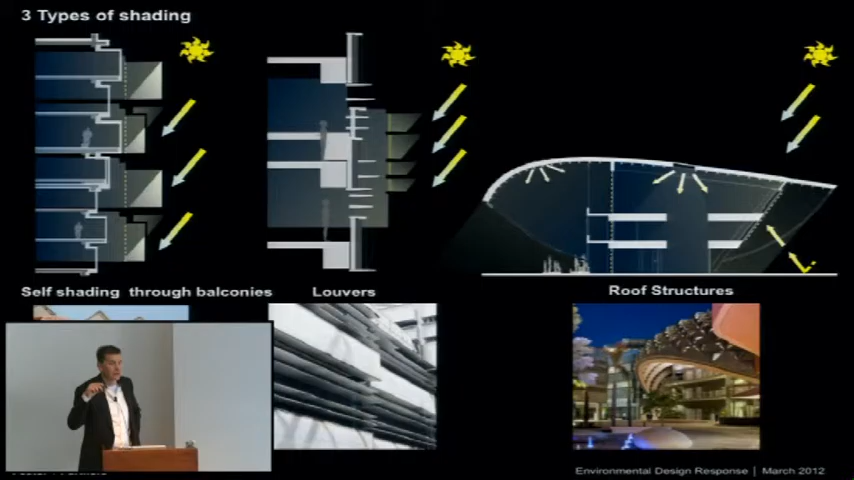 3 Types of shading
Self shading through balconies
Louvers
Roof Structures
Environmental Design Response | March 2012